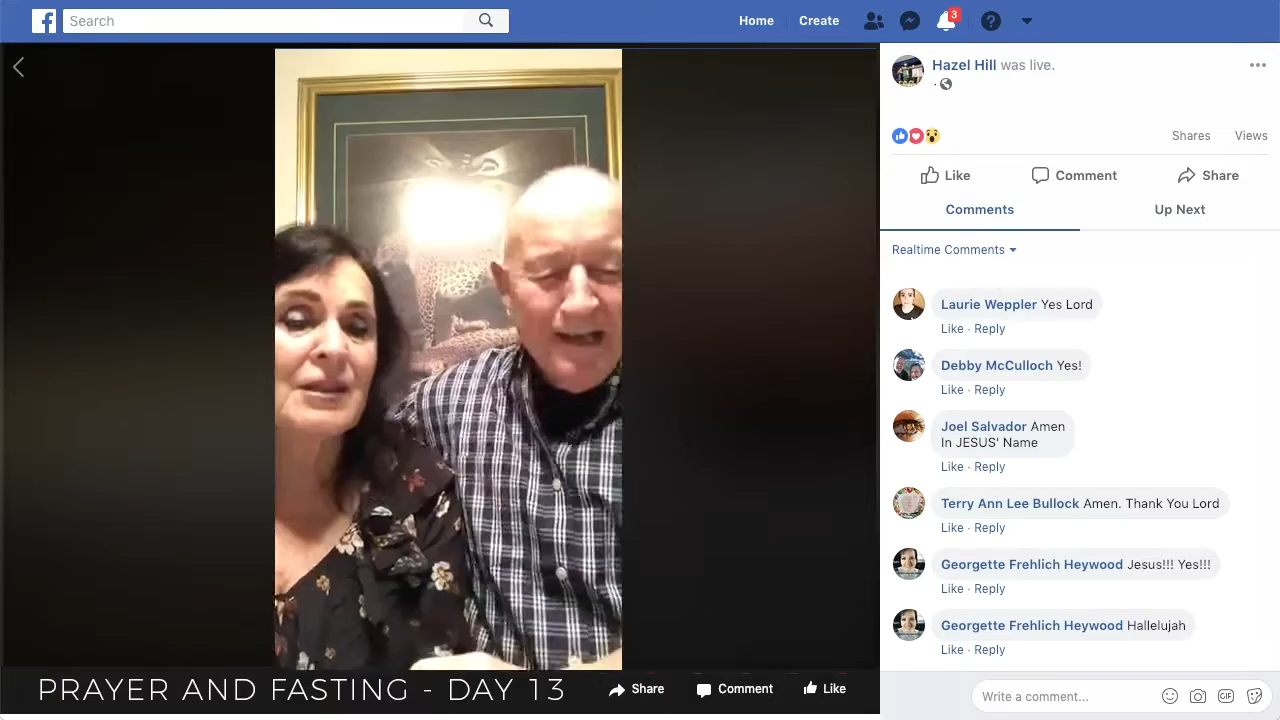 Search
Home
Create
3
Hazel Hill was live.
Shares
Views
Like
Comment
Share
Comments
Up Next
Realtime Comments
Laurie Weppler Yes Lord
Like · Reply
Debby McCulloch Yes!
Like · Reply
Joel Salvador Amen
In JESUS' Name
Like · Reply
Terry Ann Lee Bullock Amen. Thank You Lord
Like · Reply
Georgette Frehlich Heywood Jesus!!! Yes!!!
Like · Reply
Georgette Frehlich Heywood Hallelujah
Like · Reply
PRAYER AND FASTING - DAY 13
Share
Comment
Like
Write a comment...
GIF